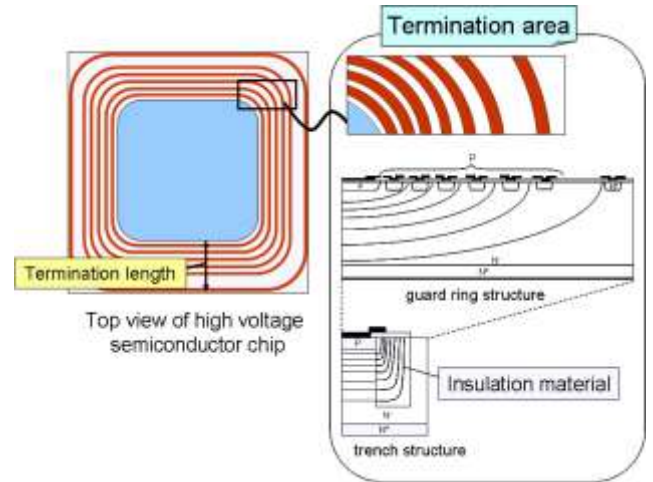 Termination area
P
Termination length
N⁻
N⁺
guard ring structure
Top view of high voltage
semiconductor chip
P
Insulation material
N⁻
N⁺
trench structure